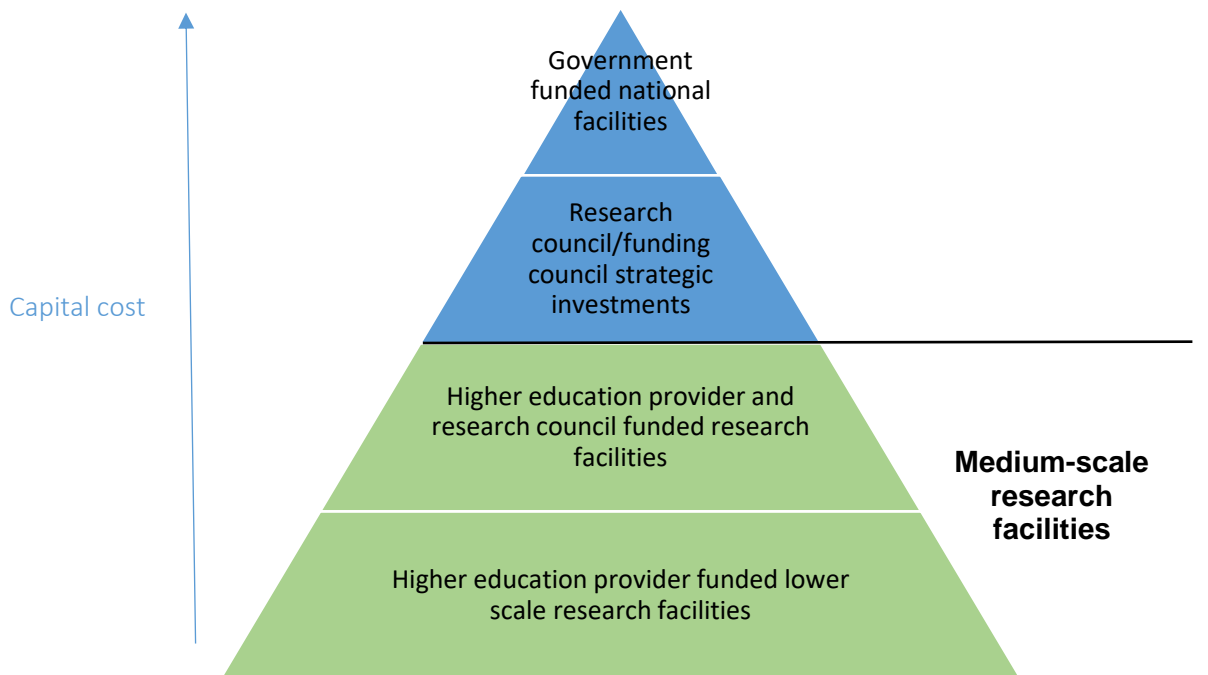 Government
funded national
facilities
Research
council/funding
council strategic
investments
Capital cost
Higher education provider and
research council funded research
facilities
Medium-scale
research
facilities
Higher education provider funded lower
scale research facilities